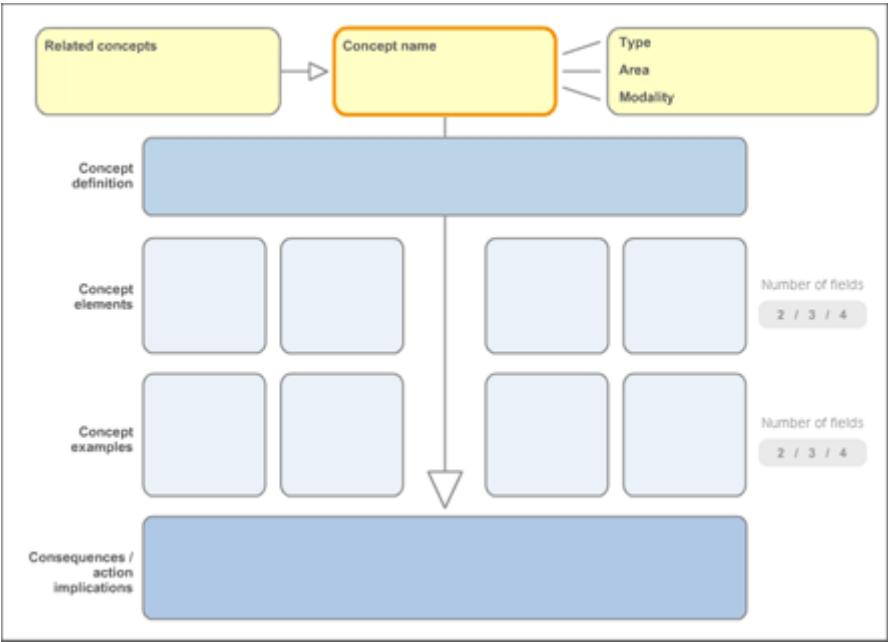 Related concepts
Concept name
Type
Area
Modality
Concept
definition
Concept
elements
Number of fields
2 / 3 / 4
Concept
examples
Number of fields
2 / 3 / 4
Consequences /
action
implications